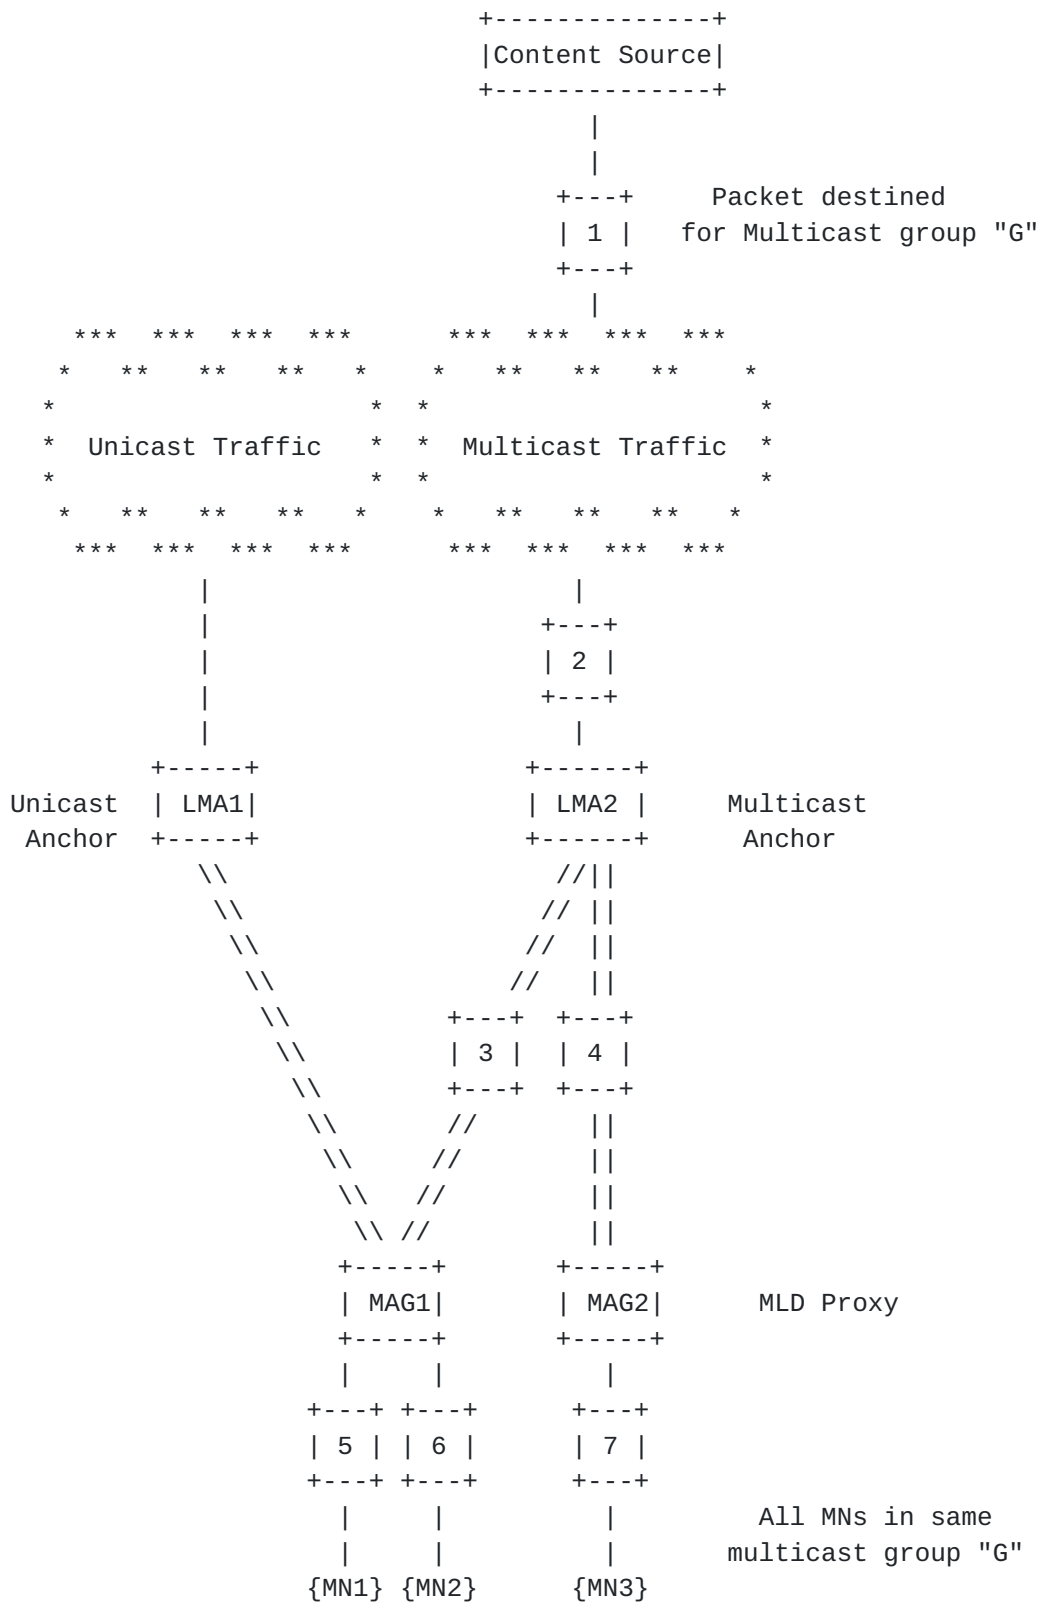 Content Source
Packet destined
1 for Multicast group "G"
Unicast Traffic Multicast Traffic
2
Unicast LMA1 LMA2 Multicast
Anchor Anchor
3 4
MAG1 MAG2 MLD Proxy
5 6 7
All MNs in same
multicast group "G"
{MN1} {MN2} {MN3}